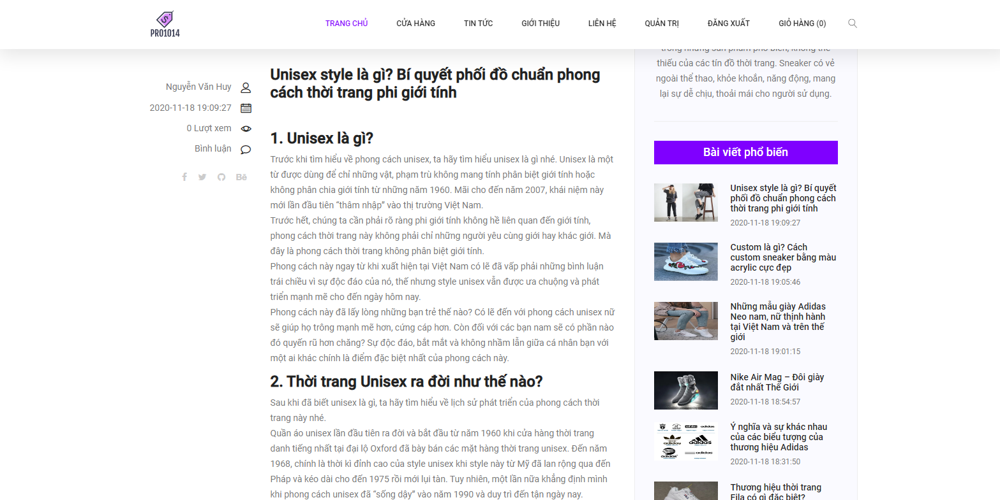 PRO1014
TRANG CHỦ
CỬA HÀNG
TIN TỨC
GIỚI THIỆU
LIÊN HỆ
QUẢN TRỊ
ĐĂNG XUẤT
GIỎ HÀNG (0)
Nguyễn Văn Huy
2020-11-18 19:09:27
0 Lượt xem
Bình luận
Unisex style là gì? Bí quyết phối đồ chuẩn phong
cách thời trang phi giới tính
1. Unisex là gì?
Trước khi tìm hiểu về phong cách unisex, ta hãy tìm hiểu unisex là gì nhé. Unisex là một
từ được dùng để chỉ những vật, phạm trù không mang tính phân biệt giới tính hoặc
không phân chia giới tính từ những năm 1960. Mãi cho đến năm 2007, khái niệm này
mới lần đầu tiên “thâm nhập” vào thị trường Việt Nam.
Trước hết, chúng ta cần phải rõ ràng phi giới tính không hề liên quan đến giới tính,
phong cách thời trang này không phải chỉ những người yêu cùng giới hay khác giới. Mà
đây là phong cách thời trang không phân biệt giới tính.
Phong cách này ngay từ khi xuất hiện tại Việt Nam có lẽ đã vấp phải những bình luận
trái chiều vì sự độc đáo của nó, thế nhưng style unisex vẫn được ưa chuộng và phát
triển mạnh mẽ cho đến ngày hôm nay.
Phong cách này đã lấy lòng những bạn trẻ thế nào? Có lẽ đến với phong cách unisex nữ
sẽ giúp họ trông mạnh mẽ hơn, cứng cáp hơn. Còn đối với các bạn nam sẽ có phần nào
đó quyến rũ hơn chăng? Sự độc đáo, bắt mắt và không nhầm lẫn giữa cá nhân bạn với
một ai khác chính là điểm đặc biệt nhất của phong cách này.
2. Thời trang Unisex ra đời như thế nào?
Sau khi đã biết unisex là gì, ta hãy tìm hiểu về lịch sử phát triển của phong cách thời
trang này nhé.
Quần áo unisex lần đầu tiên ra đời và bắt đầu từ năm 1960 khi cửa hàng thời trang
danh tiếng nhất tại đại lộ Oxford đã bày bán các mặt hàng thời trang unisex. Đến năm
1968, chính là thời kì đỉnh cao của style unisex khi style này từ Mỹ đã lan rộng qua đến
Pháp và kéo dài cho đến 1975 rồi mới lụi tàn. Tuy nhiên, một lần nữa khẳng định mình
khi phong cách unisex đã “sống dậy” vào năm 1990 và duy trì đến tận ngày nay.
trong những sản phẩm phổ biến, không thể
thiếu của các tín đồ thời trang. Sneaker có vẻ
ngoài thể thao, khỏe khoắn, năng động, mang
lại sự dễ chịu, thoải mái cho người sử dụng.
Bài viết phổ biến
Unisex style là gì? Bí quyết
phối đồ chuẩn phong cách
thời trang phi giới tính
2020-11-18 19:09:27
Custom là gì? Cách
custom sneaker bằng màu
acrylic cực đẹp
2020-11-18 19:05:46
Những mẫu giày Adidas
Neo nam, nữ thịnh hành
tại Việt Nam và trên thế
giới
2020-11-18 19:01:15
Nike Air Mag – Đôi giày
đắt nhất Thế Giới
2020-11-18 18:54:57
adidas
adidas
adidas
Ý nghĩa và sự khác nhau
của các biểu tượng của
thương hiệu Adidas
2020-11-18 18:31:50
Thương hiệu thời trang
Fila có gì đặc biệt?